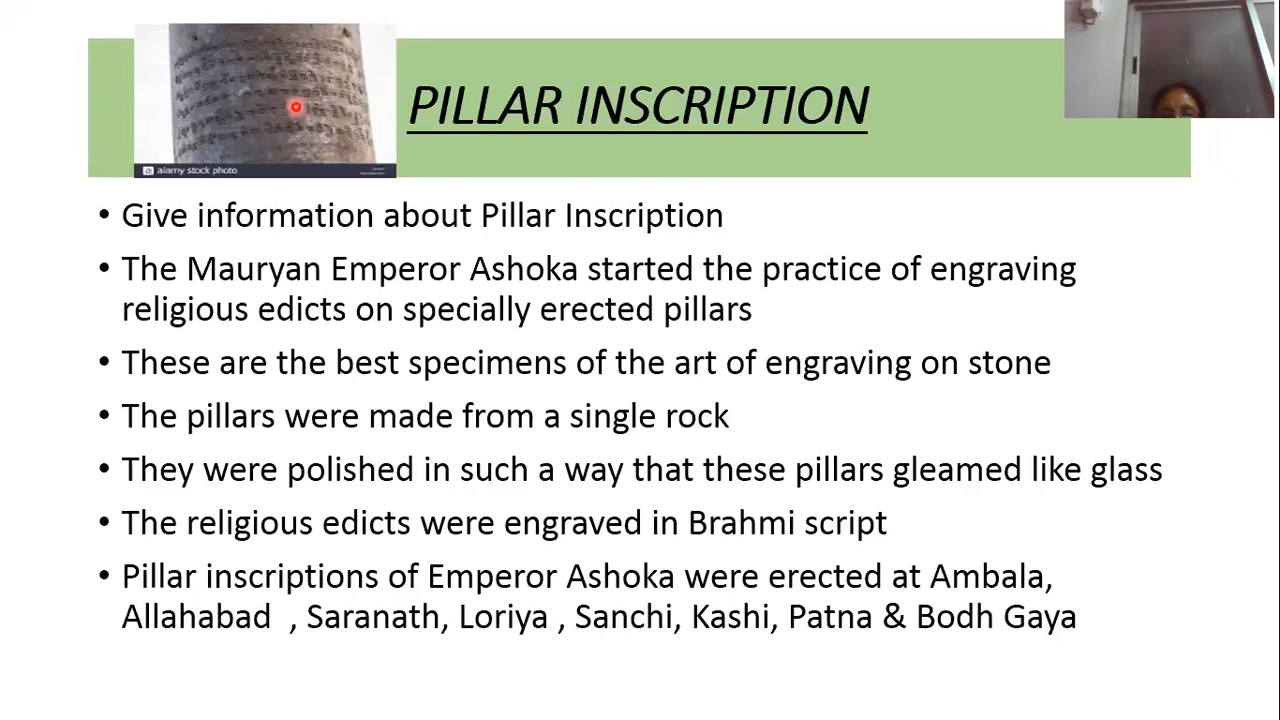 PILLAR INSCRIPTION
alamy stock photo
• Give information about Pillar Inscription
• The Mauryan Emperor Ashoka started the practice of engraving
religious edicts on specially erected pillars
• These are the best specimens of the art of engraving on stone
• The pillars were made from a single rock
• They were polished in such a way that these pillars gleamed like glass
• The religious edicts were engraved in Brahmi script
• Pillar inscriptions of Emperor Ashoka were erected at Ambala,
Allahabad , Saranath, Loriya , Sanchi, Kashi, Patna & Bodh Gaya